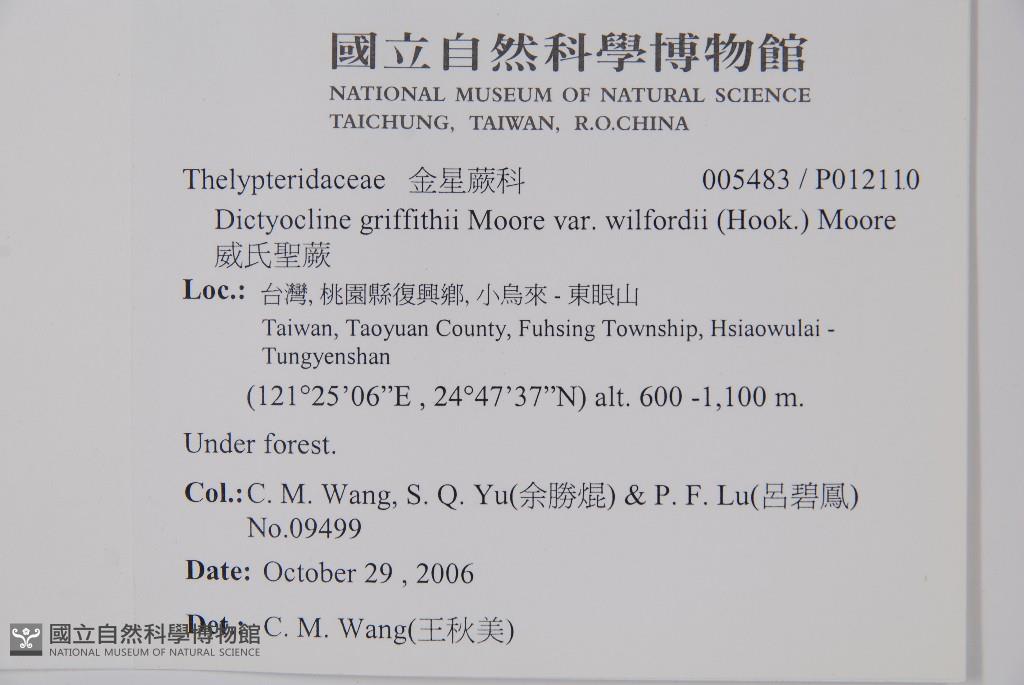 國立自然科學博物館
NATIONAL MUSEUM OF NATURAL SCIENCE
TAICHUNG, TAIWAN, R.O.CHINA
Thelypteridaceae 金星蕨科 005483 / P012110
Dictyocline griffithii Moore var. wilfordii (Hook.) Moore
威氏聖蕨
Loc.: 台灣, 桃園縣復興鄉, 小烏來 - 東眼山
Taiwan, Taoyuan County, Fuhsing Township, Hsiaowulai -
Tungyenshan
(121°25’06”E , 24°47’37”N) alt. 600 -1,100 m.
Under forest.
Col.: C. M. Wang, S. Q. Yu(余勝焜) & P. F. Lu(呂碧鳳)
No.09499
Date: October 29 , 2006
Det.: C. M. Wang(王秋美)
國立自然科學博物館
NATIONAL MUSEUM OF NATURAL SCIENCE